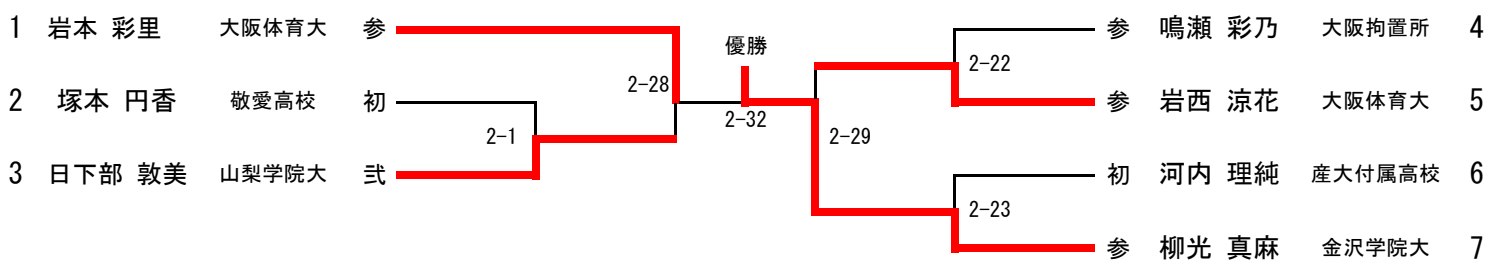 1 岩本 彩里 大阪体育大 参
2 塚本 円香 敬愛高校 初
3 日下部 敦美 山梨学院大 弐
2-1
2-28
優勝
2-32
2-29
2-22
2-23
参 鳴瀬 彩乃 大阪拘置所 4
参 岩西 涼花 大阪体育大 5
初 河内 理純 産大付属高校 6
参 柳光 真麻 金沢学院大 7